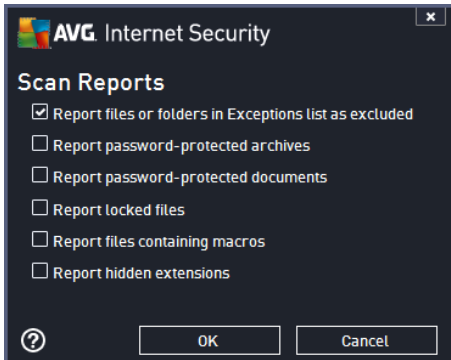 AVG. Internet Security
Scan Reports
Report files or folders in Exceptions list as excluded
Report password-protected archives
Report password-protected documents
Report locked files
Report files containing macros
Report hidden extensions
? OK Cancel